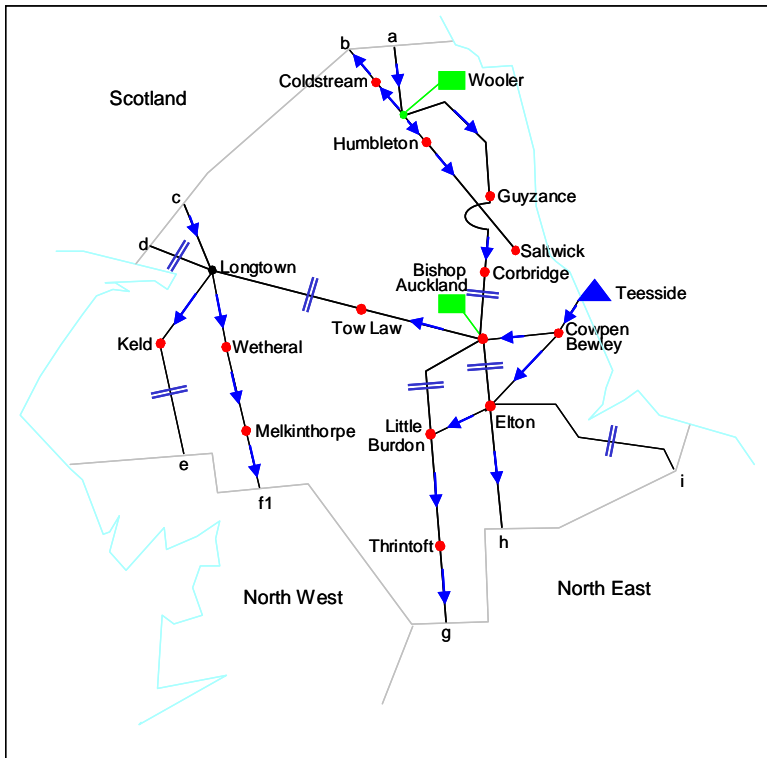 b
a
Coldstream
Wooler
Scotland
Humbleton
Guyzance
c
d
Saltwick
Longtown
Bishop
Auckland
Corbridge
Teesside
Tow Law
Cowpen
Bewley
Keld
Wetheral
Melkinthorpe
Little
Burdon
Elton
e
f1
i
h
Thrintoft
North West
North East
g